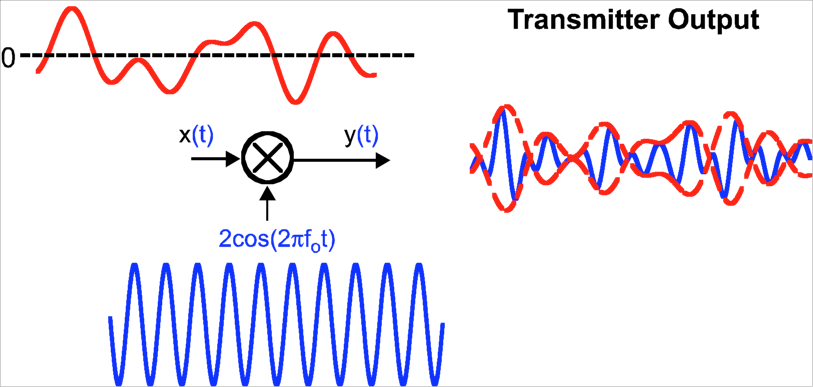 Transmitter Output
0
x(t) y(t)
2cos(2πfₒt)